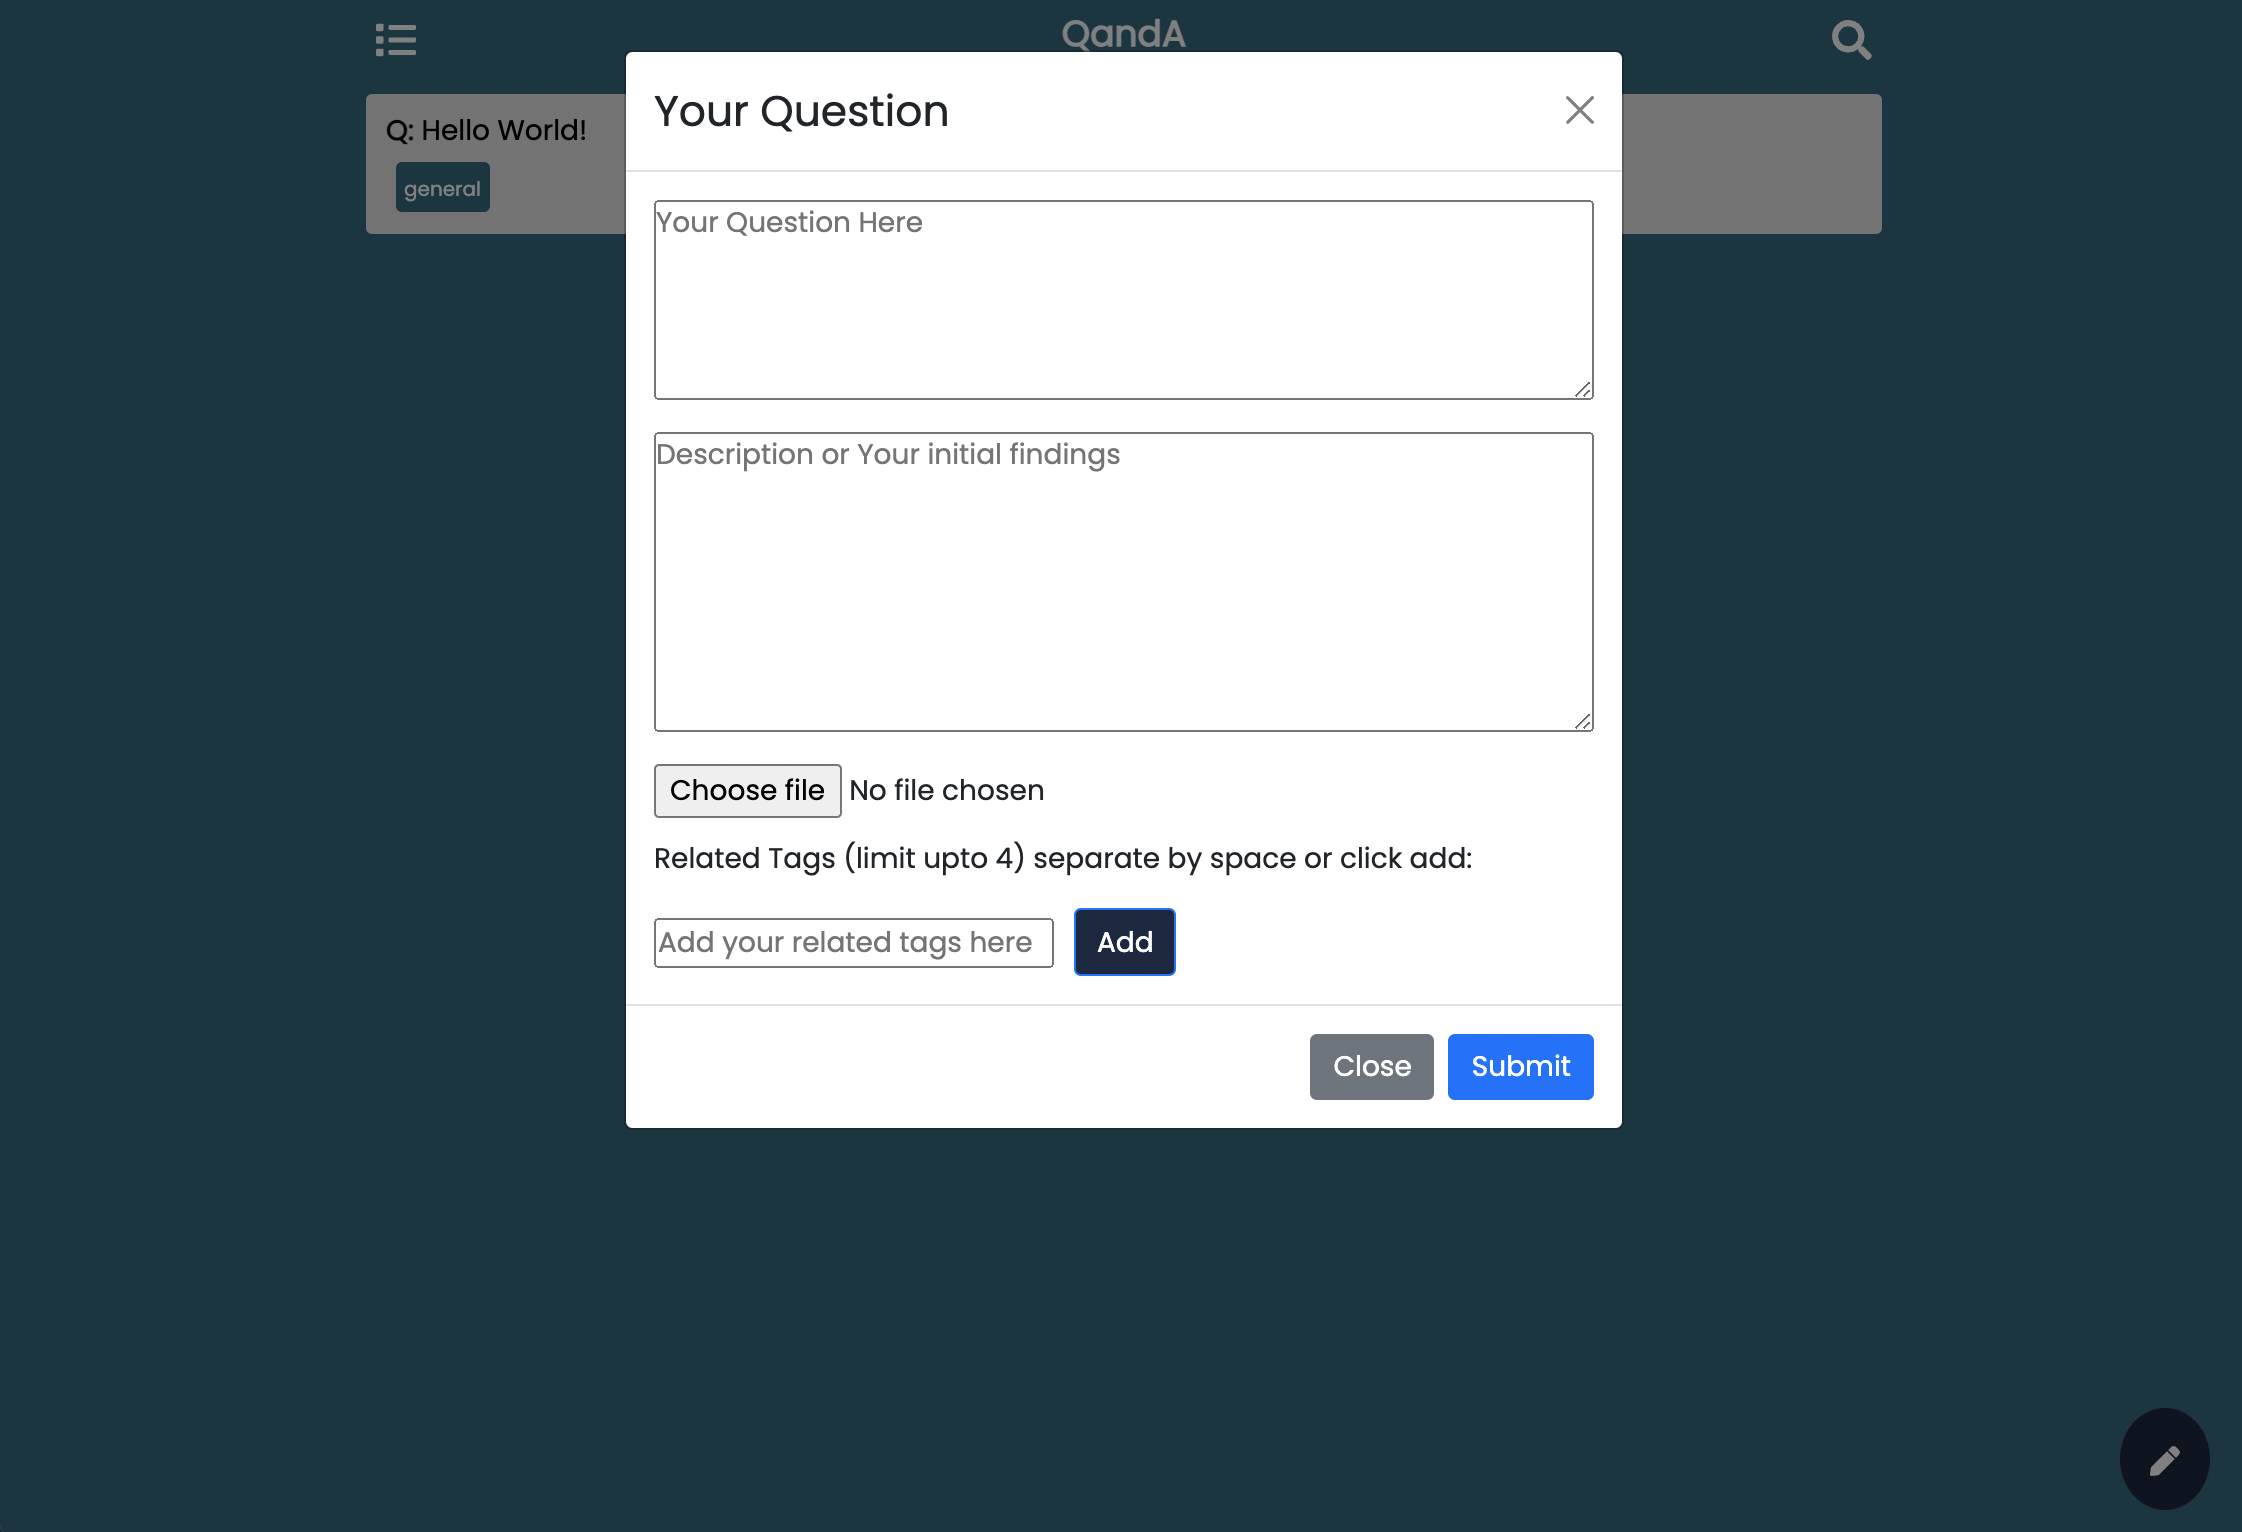 QandA
Q: Hello World!
general
Your Question
Your Question Here
Description or Your initial findings
Choose file No file chosen
Related Tags (limit upto 4) separate by space or click add:
Add your related tags here Add
Close Submit